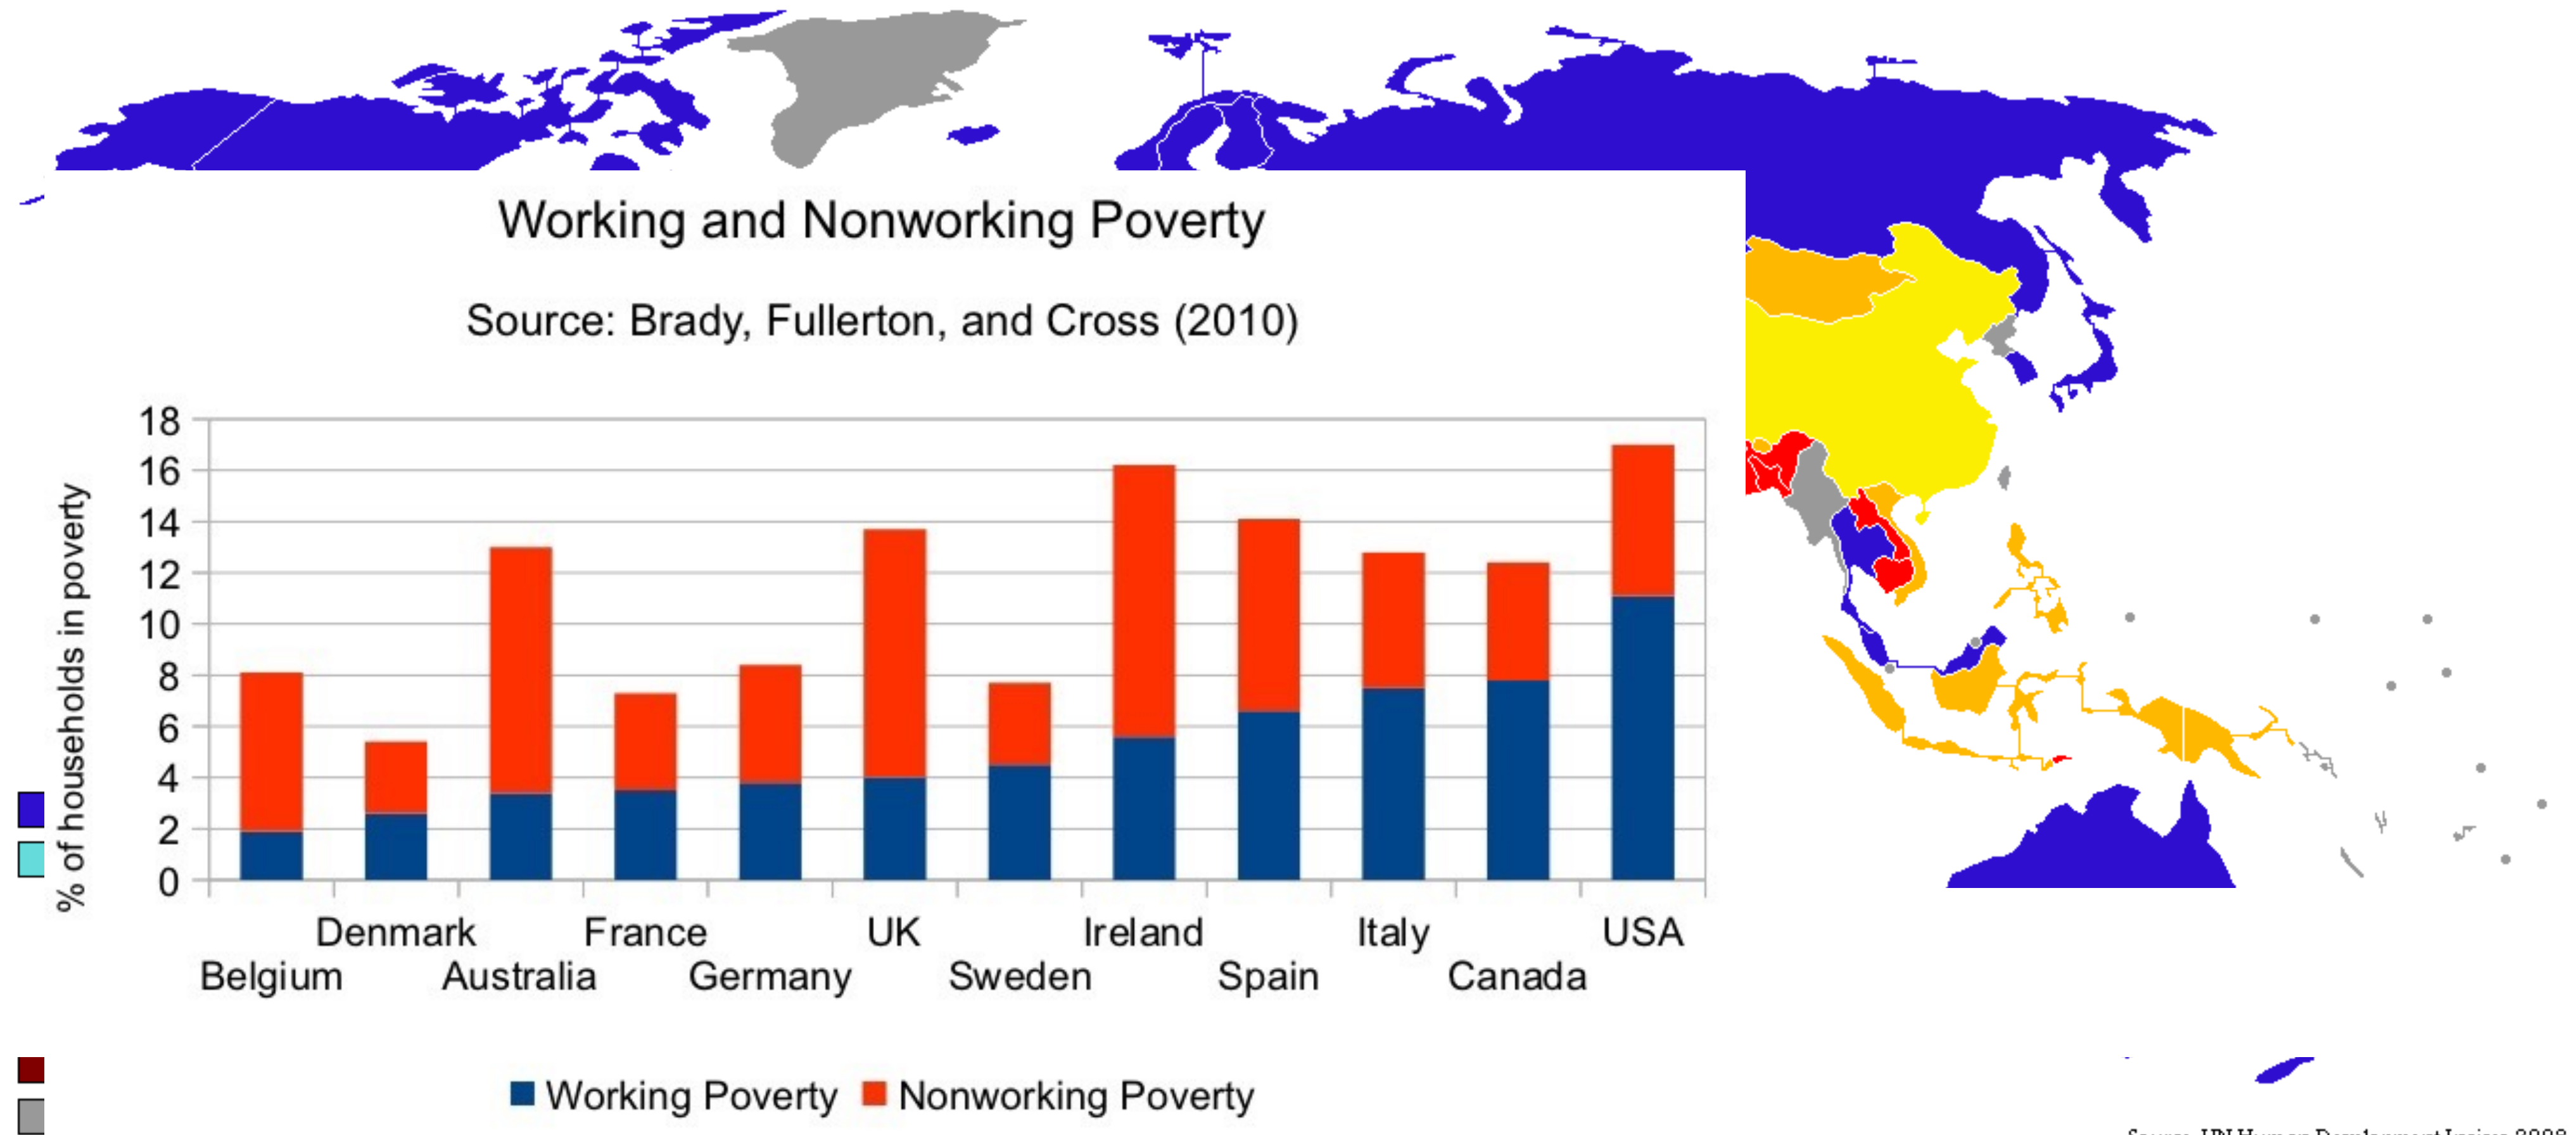 Working and Nonworking Poverty
Source: Brady, Fullerton, and Cross (2010)
% of households in poverty
18
16
14
12
10
8
6
4
2
0
Denmark France UK Ireland Italy USA
Belgium Australia Germany Sweden Spain Canada
Working Poverty Nonworking Poverty